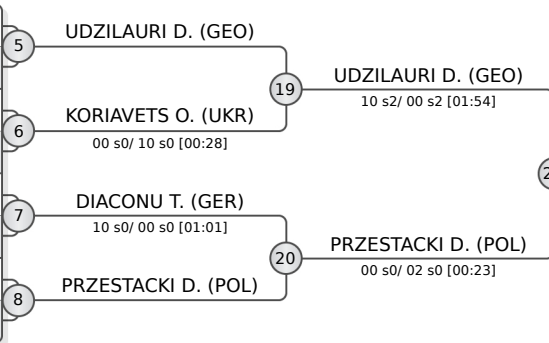 UDZILAURI D. (GEO)
5
UDZILAURI D. (GEO)
19
10 s2/ 00 s2 [01:54]
KORIAVETS O. (UKR)
6
00 s0/ 10 s0 [00:28]
DIACONU T. (GER)
7
10 s0/ 00 s0 [01:01]
PRZESTACKI D. (POL)
20
00 s0/ 02 s0 [00:23]
PRZESTACKI D. (POL)
8